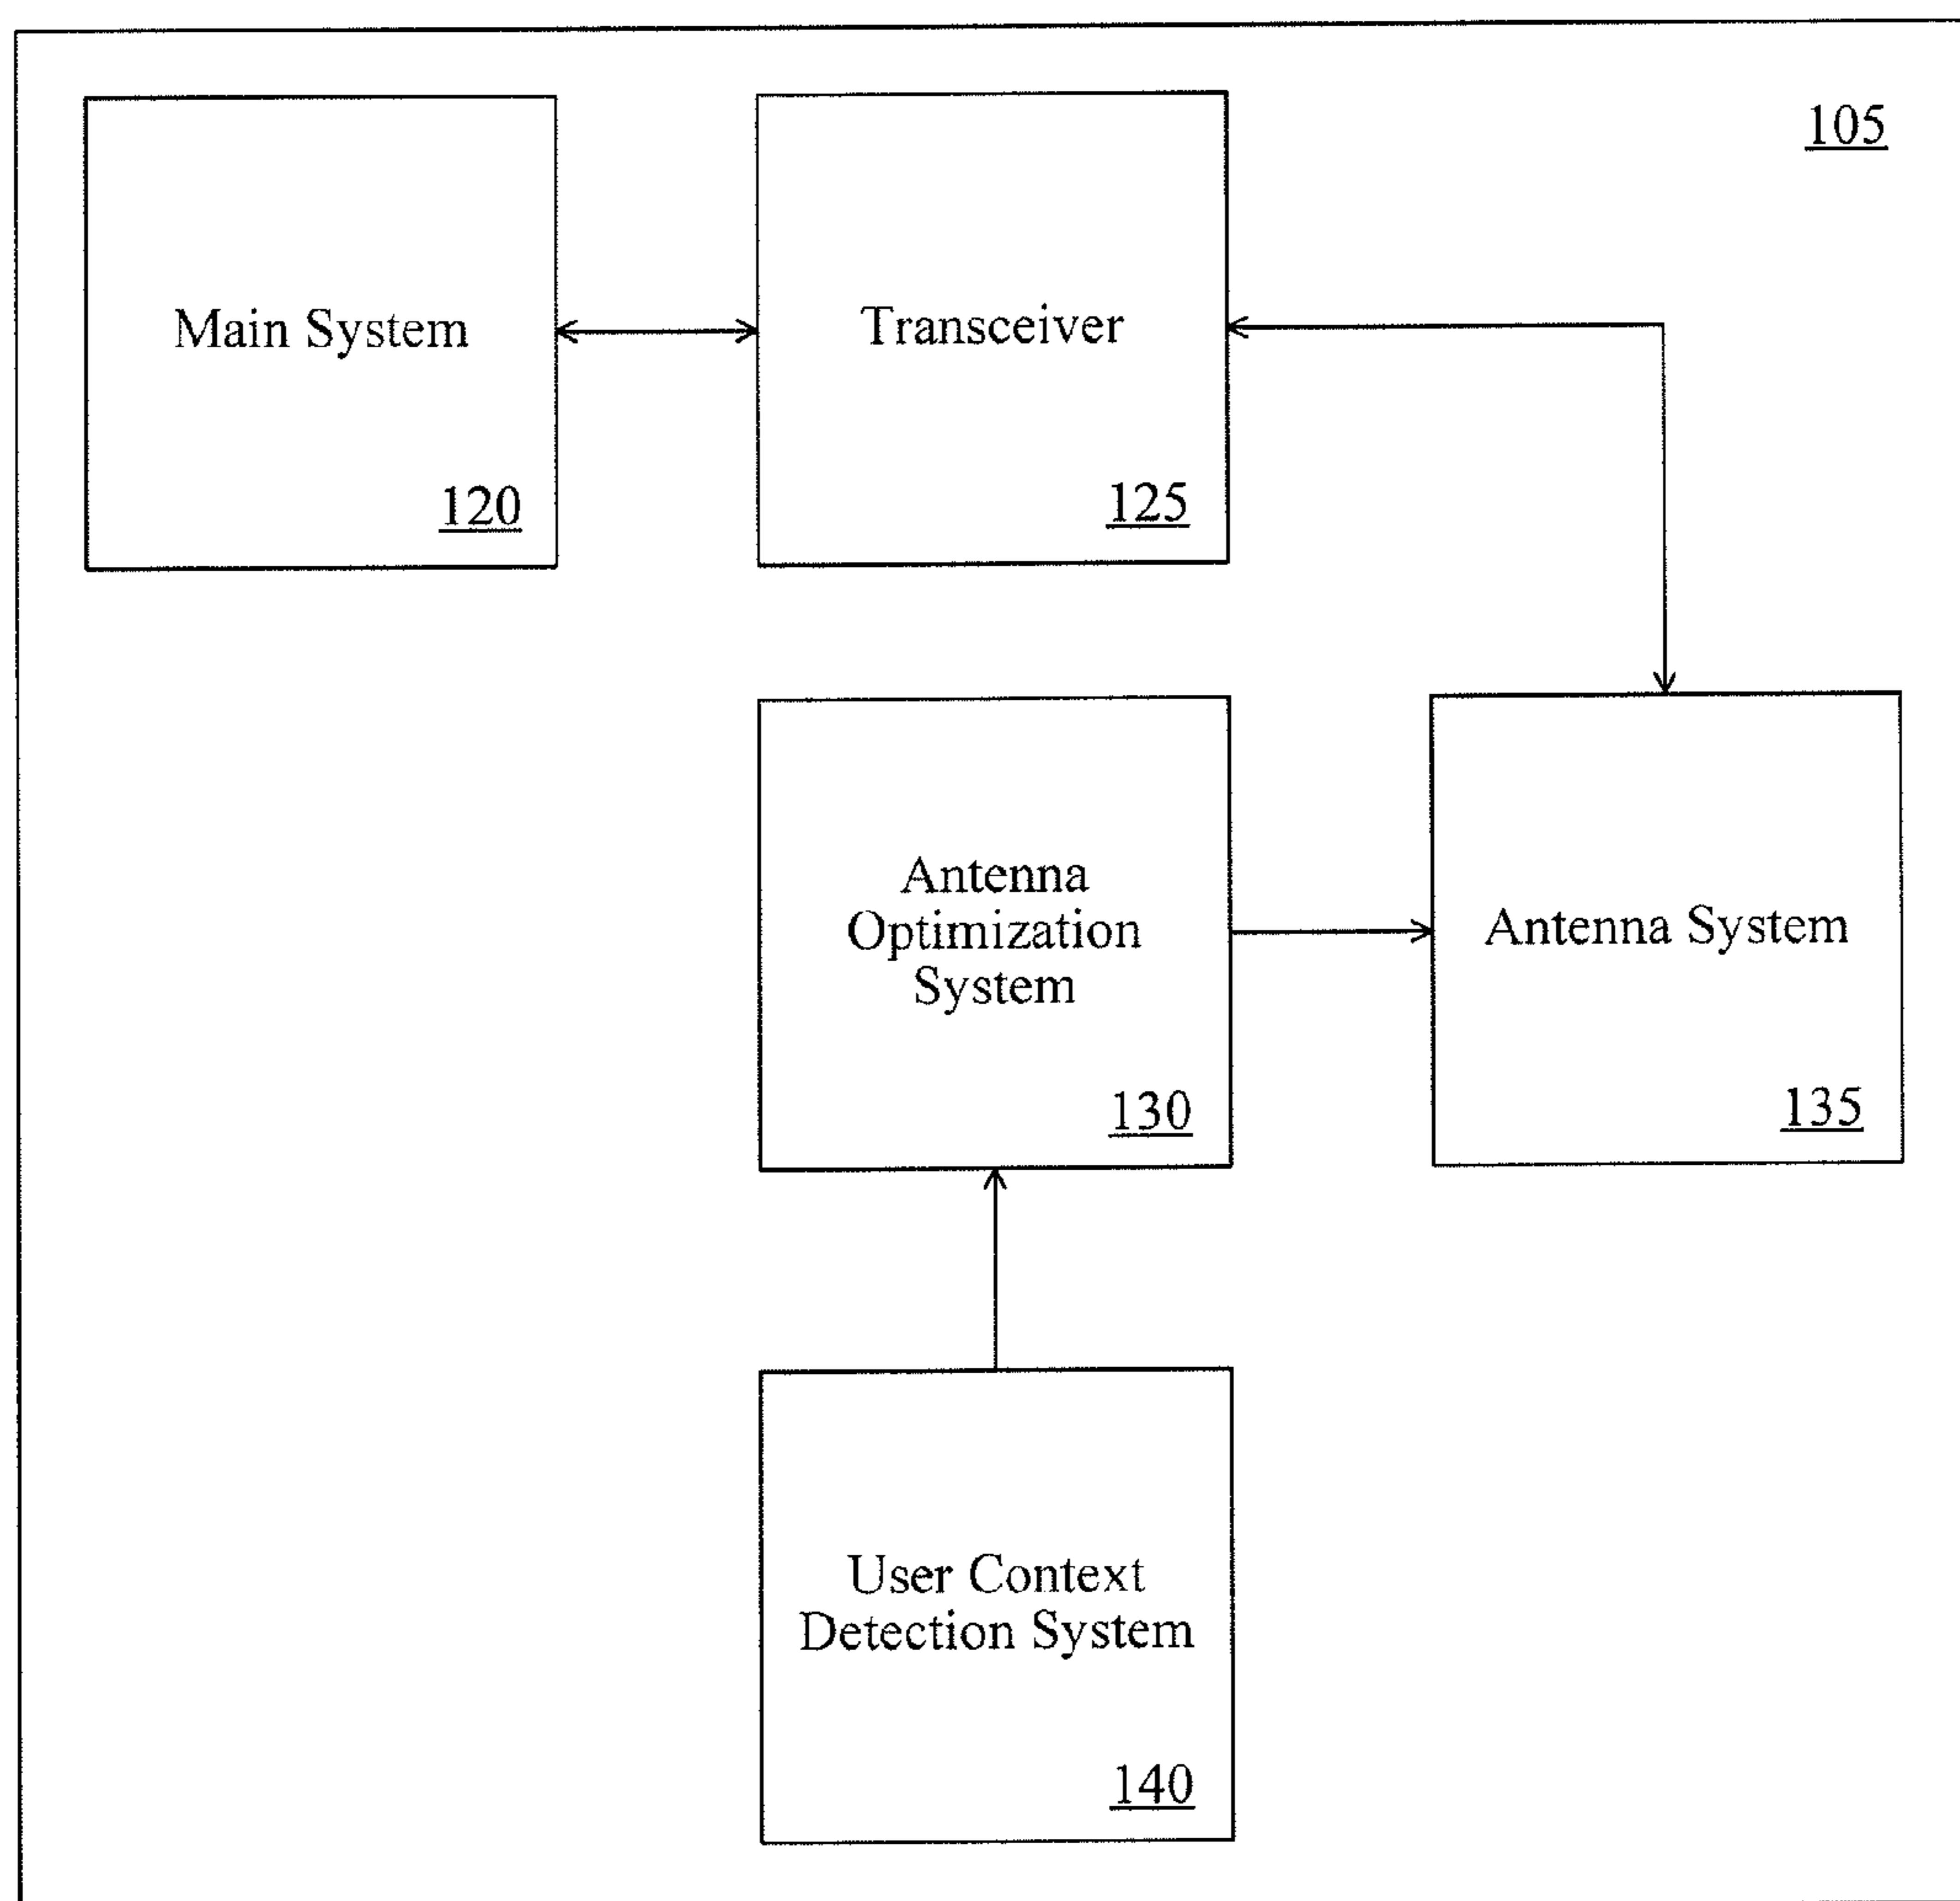 105
Main System
120
Transceiver
125
Antenna
Optimization
System
130
Antenna System
135
User Context
Detection System
140